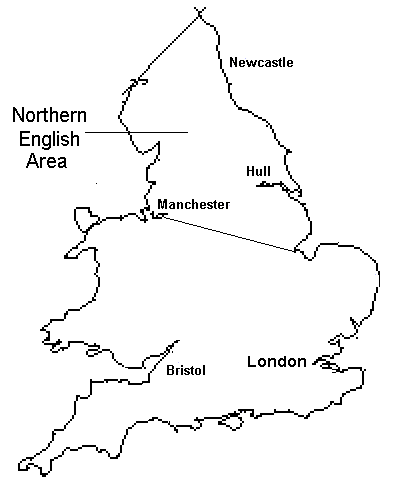 Newcastle
Northern
English
Area
Hull
Manchester
London
Bristol